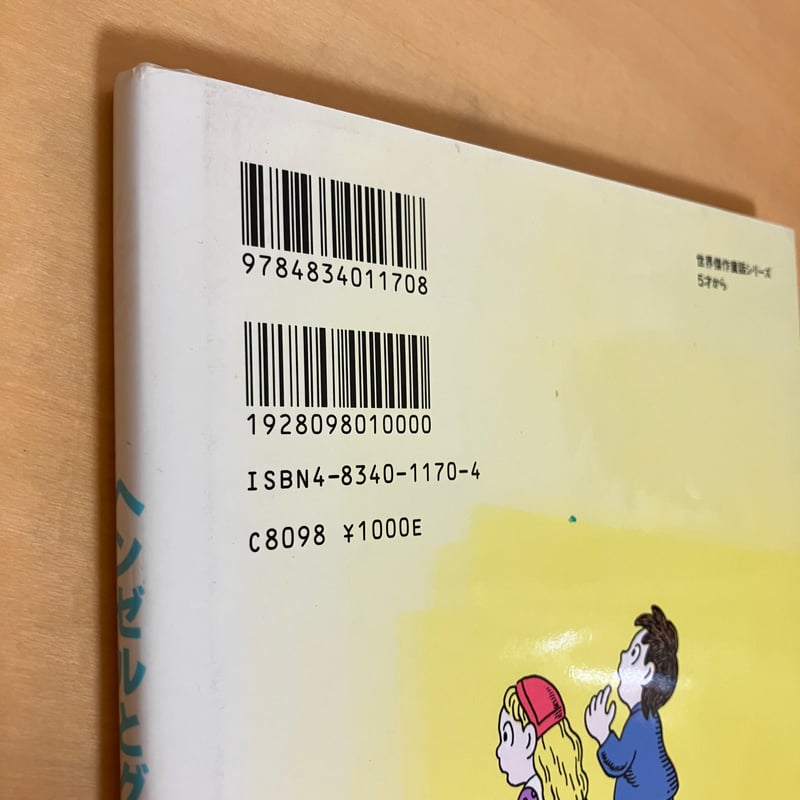 9784834011708
世界傑作童話シリーズ
5才から
1928098010000
ISBN4-8340-1170-4
C8098 ¥1000E
ヘンゼルとグ